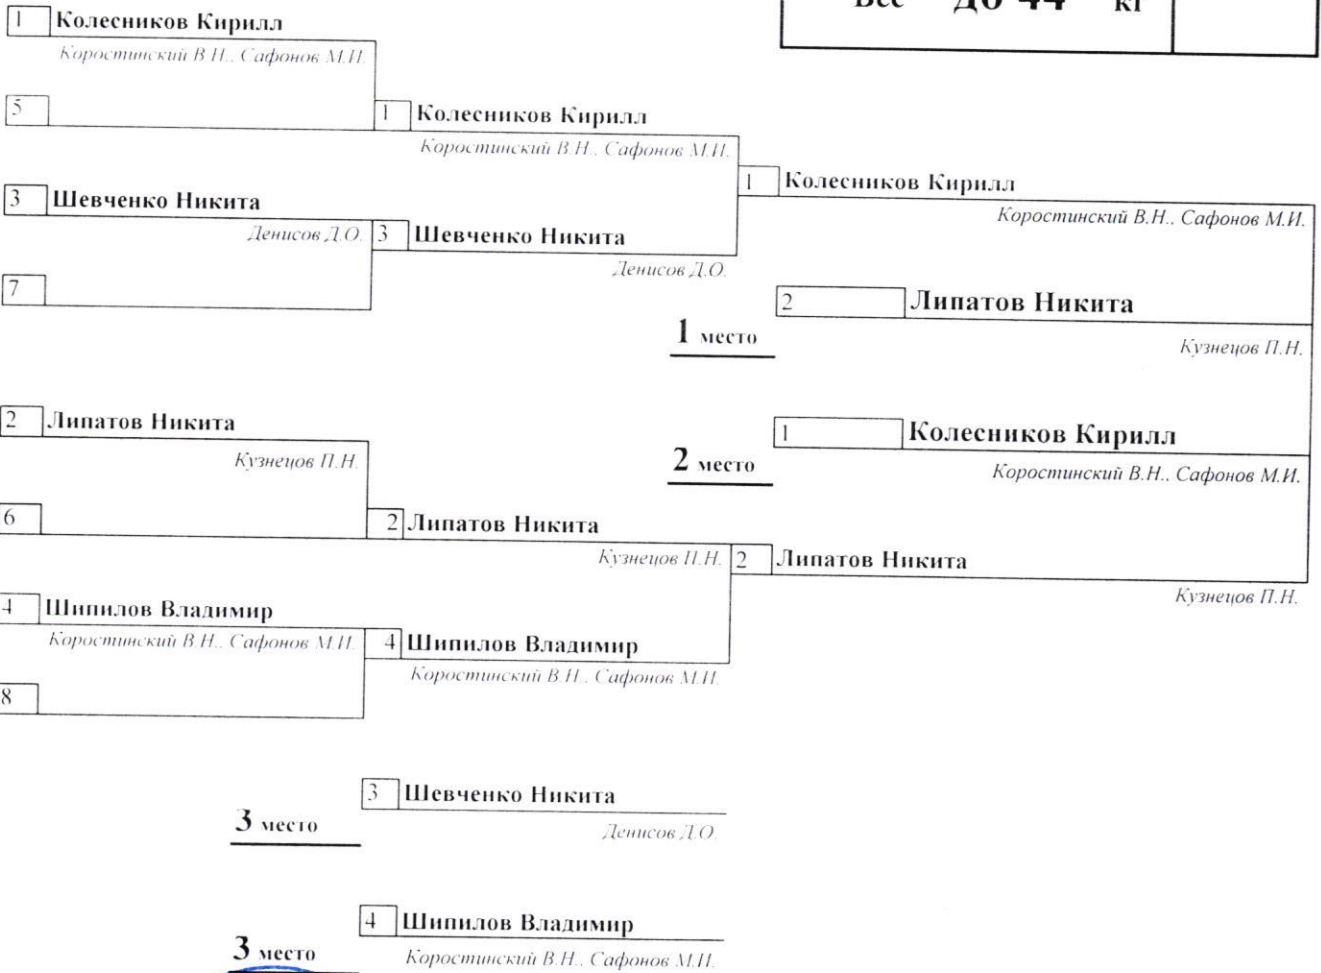 Вес до 44 кг
1 Колесников Кирилл
Коростинский В.Н.. Сафонов М.И.
5
1 Колесников Кирилл
Коростинский В.Н.. Сафонов М.И.
3 Шевченко Никита
Денисов Д.О.
7
3 Шевченко Никита
Денисов Д.О.
1 Колесников Кирилл
Коростинский В.Н.. Сафонов М.И.
1 место
2 Липатов Никита
Кузнецов П.Н.
2 место
1 Колесников Кирилл
Коростинский В.Н.. Сафонов М.И.
2 Липатов Никита
Кузнецов П.Н.
6
2 Липатов Никита
Кузнецов П.Н.
2 Липатов Никита
Кузнецов П.Н.
4 Шипилов Владимир
Коростинский В.Н.. Сафонов М.И.
8
4 Шипилов Владимир
Коростинский В.Н.. Сафонов М.И.
3 место
3 Шевченко Никита
Денисов Д.О.
3 место
4 Шипилов Владимир
Коростинский В.Н.. Сафонов М.И.